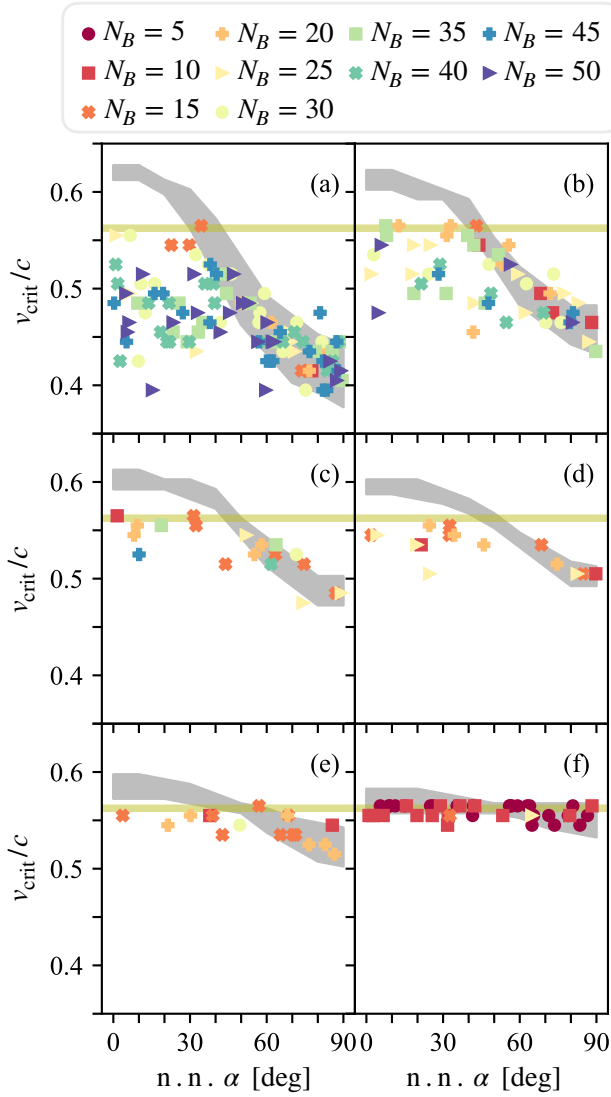 N_B = 5 N_B = 20 N_B = 35 N_B = 45
N_B = 10 N_B = 25 N_B = 40 N_B = 50
N_B = 15 N_B = 30
(a) (b)
0.6
0.5
0.4
v_crit/c
(c) (d)
0.6
0.5
0.4
v_crit/c
(e) (f)
0.6
0.5
0.4
v_crit/c
0 30 60 90 0 30 60 90
n . n . α [deg] n . n . α [deg]